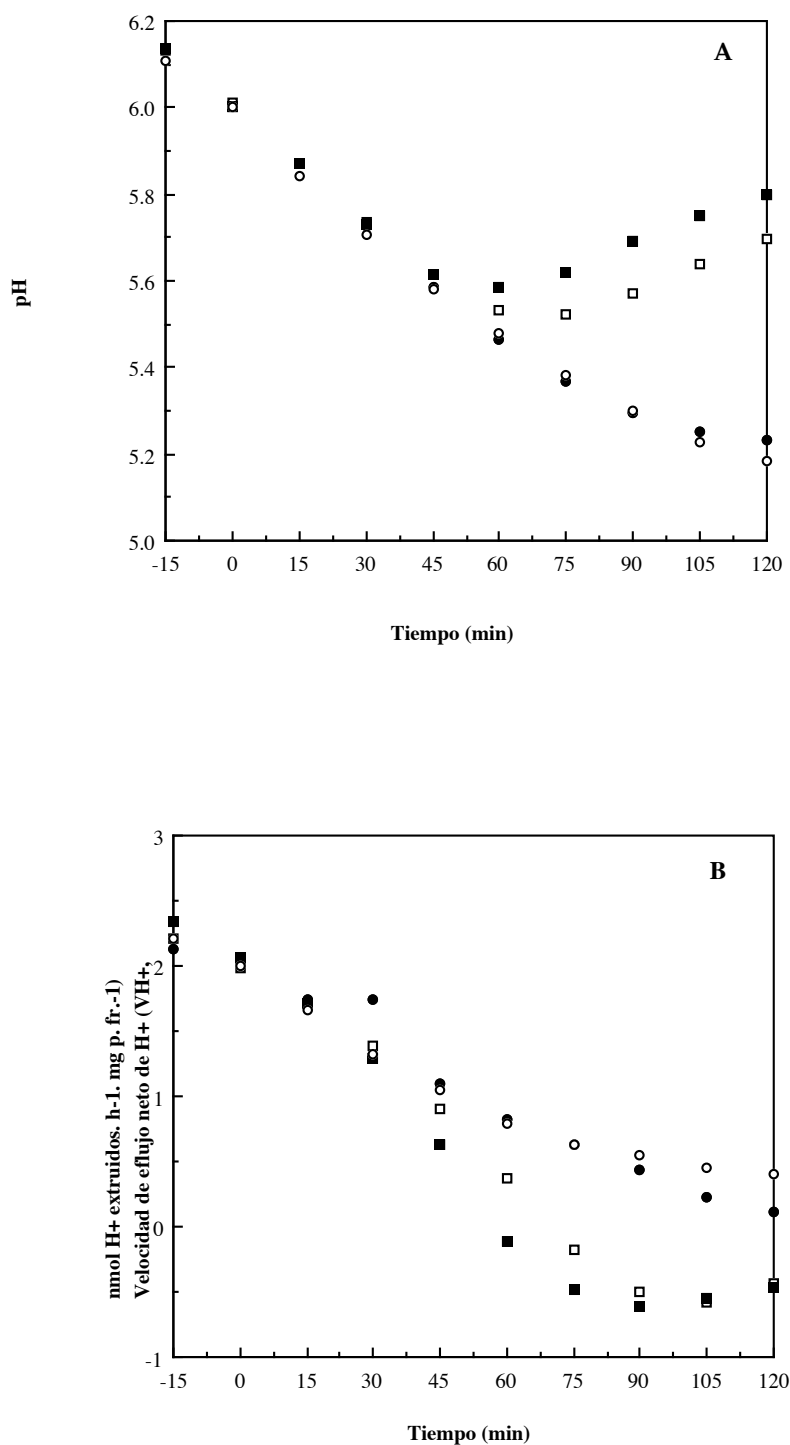 A
6.2
6.0
5.8
5.6
5.4
5.2
5.0
pH
-15 0 15 30 45 60 75 90 105 120
Tiempo (min)
B
3
2
1
0
-1
nmol H+ extruidos. h-1. mg p. fr.-1)
Velocidad de eflujo neto de H+ (VH+,
-15 0 15 30 45 60 75 90 105 120
Tiempo (min)